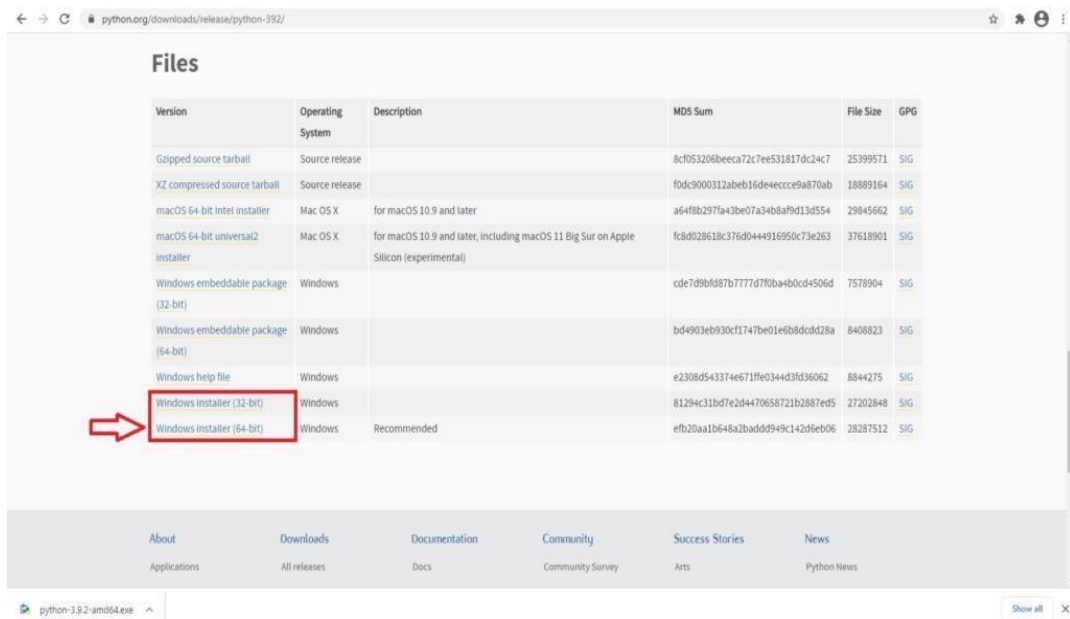 python.org/downloads/release/python-392/
Files
Version Operating System Description MD5 Sum File Size GPG
Gzipped source tarball Source release 8cf053206beeca72c7ee531817dc24c7 25399571 SIG
XZ compressed source tarball Source release f0dc9000312abeb16de4eccce9a870ab 18889164 SIG
macOS 64-bit Intel installer Mac OS X for macOS 10.9 and later a64f8b297fa43be07a34b8af9d13d554 29845662 SIG
macOS 64-bit universal2 installer Mac OS X for macOS 10.9 and later, including macOS 11 Big Sur on Apple Silicon (experimental) fc8d028618c376d0444916950c73e263 37618901 SIG
Windows embeddable package (32-bit) Windows cde7d9bfd87b7777d7f0ba4b0cd4506d 7578904 SIG
Windows embeddable package (64-bit) Windows bd4903eb930cf1747be01e6b8dcdd28a 8408823 SIG
Windows help file Windows e2308d543374e671ffe0344d3fd36062 8844275 SIG
Windows installer (32-bit) Windows 81294c31bd7e2d4470658721b2887ed5 27202848 SIG
Windows installer (64-bit) Windows Recommended efb20aa1b648a2baddd949c142d6eb06 28287512 SIG
About Downloads Documentation Community Success Stories News
Applications All releases Docs Community Survey Arts Python News
python-3.9.2-amd64.exe Show all